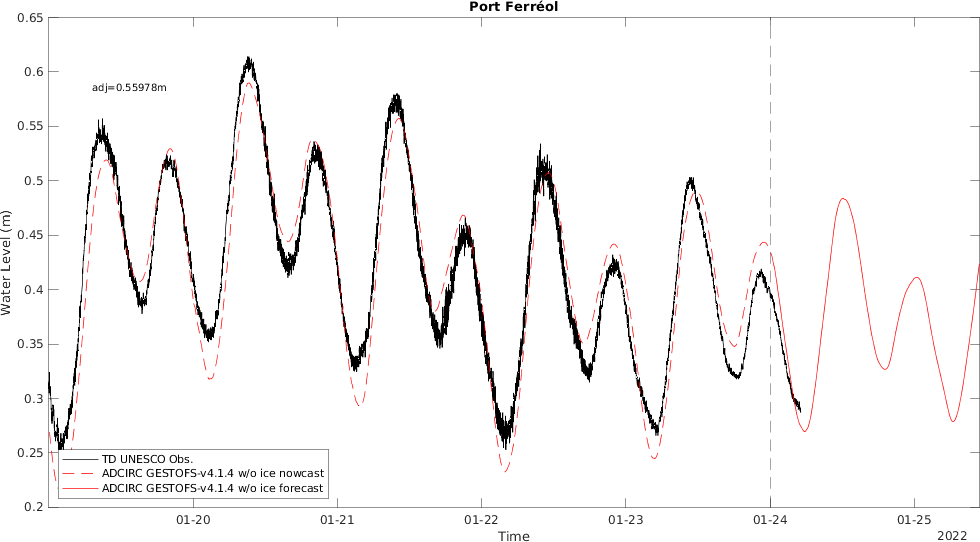 Port Ferréol
0.65
0.6
0.55
0.5
0.45
0.4
0.35
0.3
0.25
0.2
Water Level (m)
adj=0.55978m
TD UNESCO Obs.
ADCIRC GESTOFS-v4.1.4 w/o ice nowcast
ADCIRC GESTOFS-v4.1.4 w/o ice forecast
01-20 01-21 01-22 01-23 01-24 01-25
Time
2022